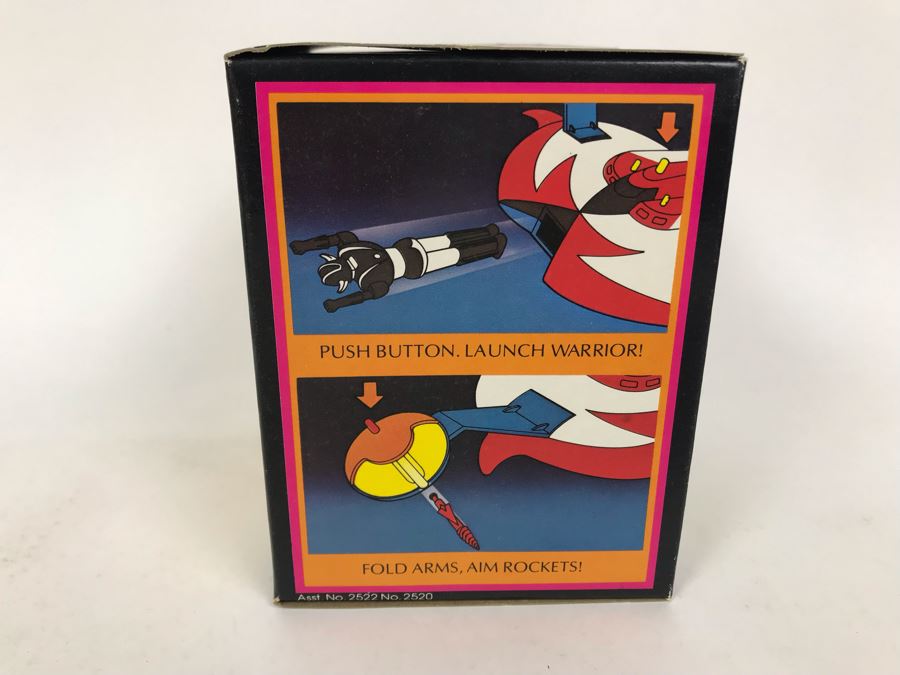 PUSH BUTTON. LAUNCH WARRIOR!
FOLD ARMS, AIM ROCKETS!
Asst. No. 2522 No. 2520